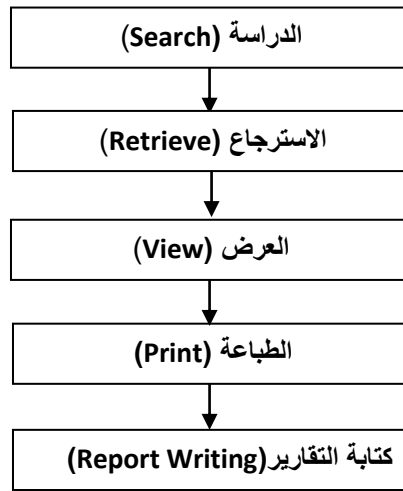 الدراسة (Search)
الاسترجاع (Retrieve)
العرض (View)
الطباعة (Print)
كتابة التقارير(Report Writing)